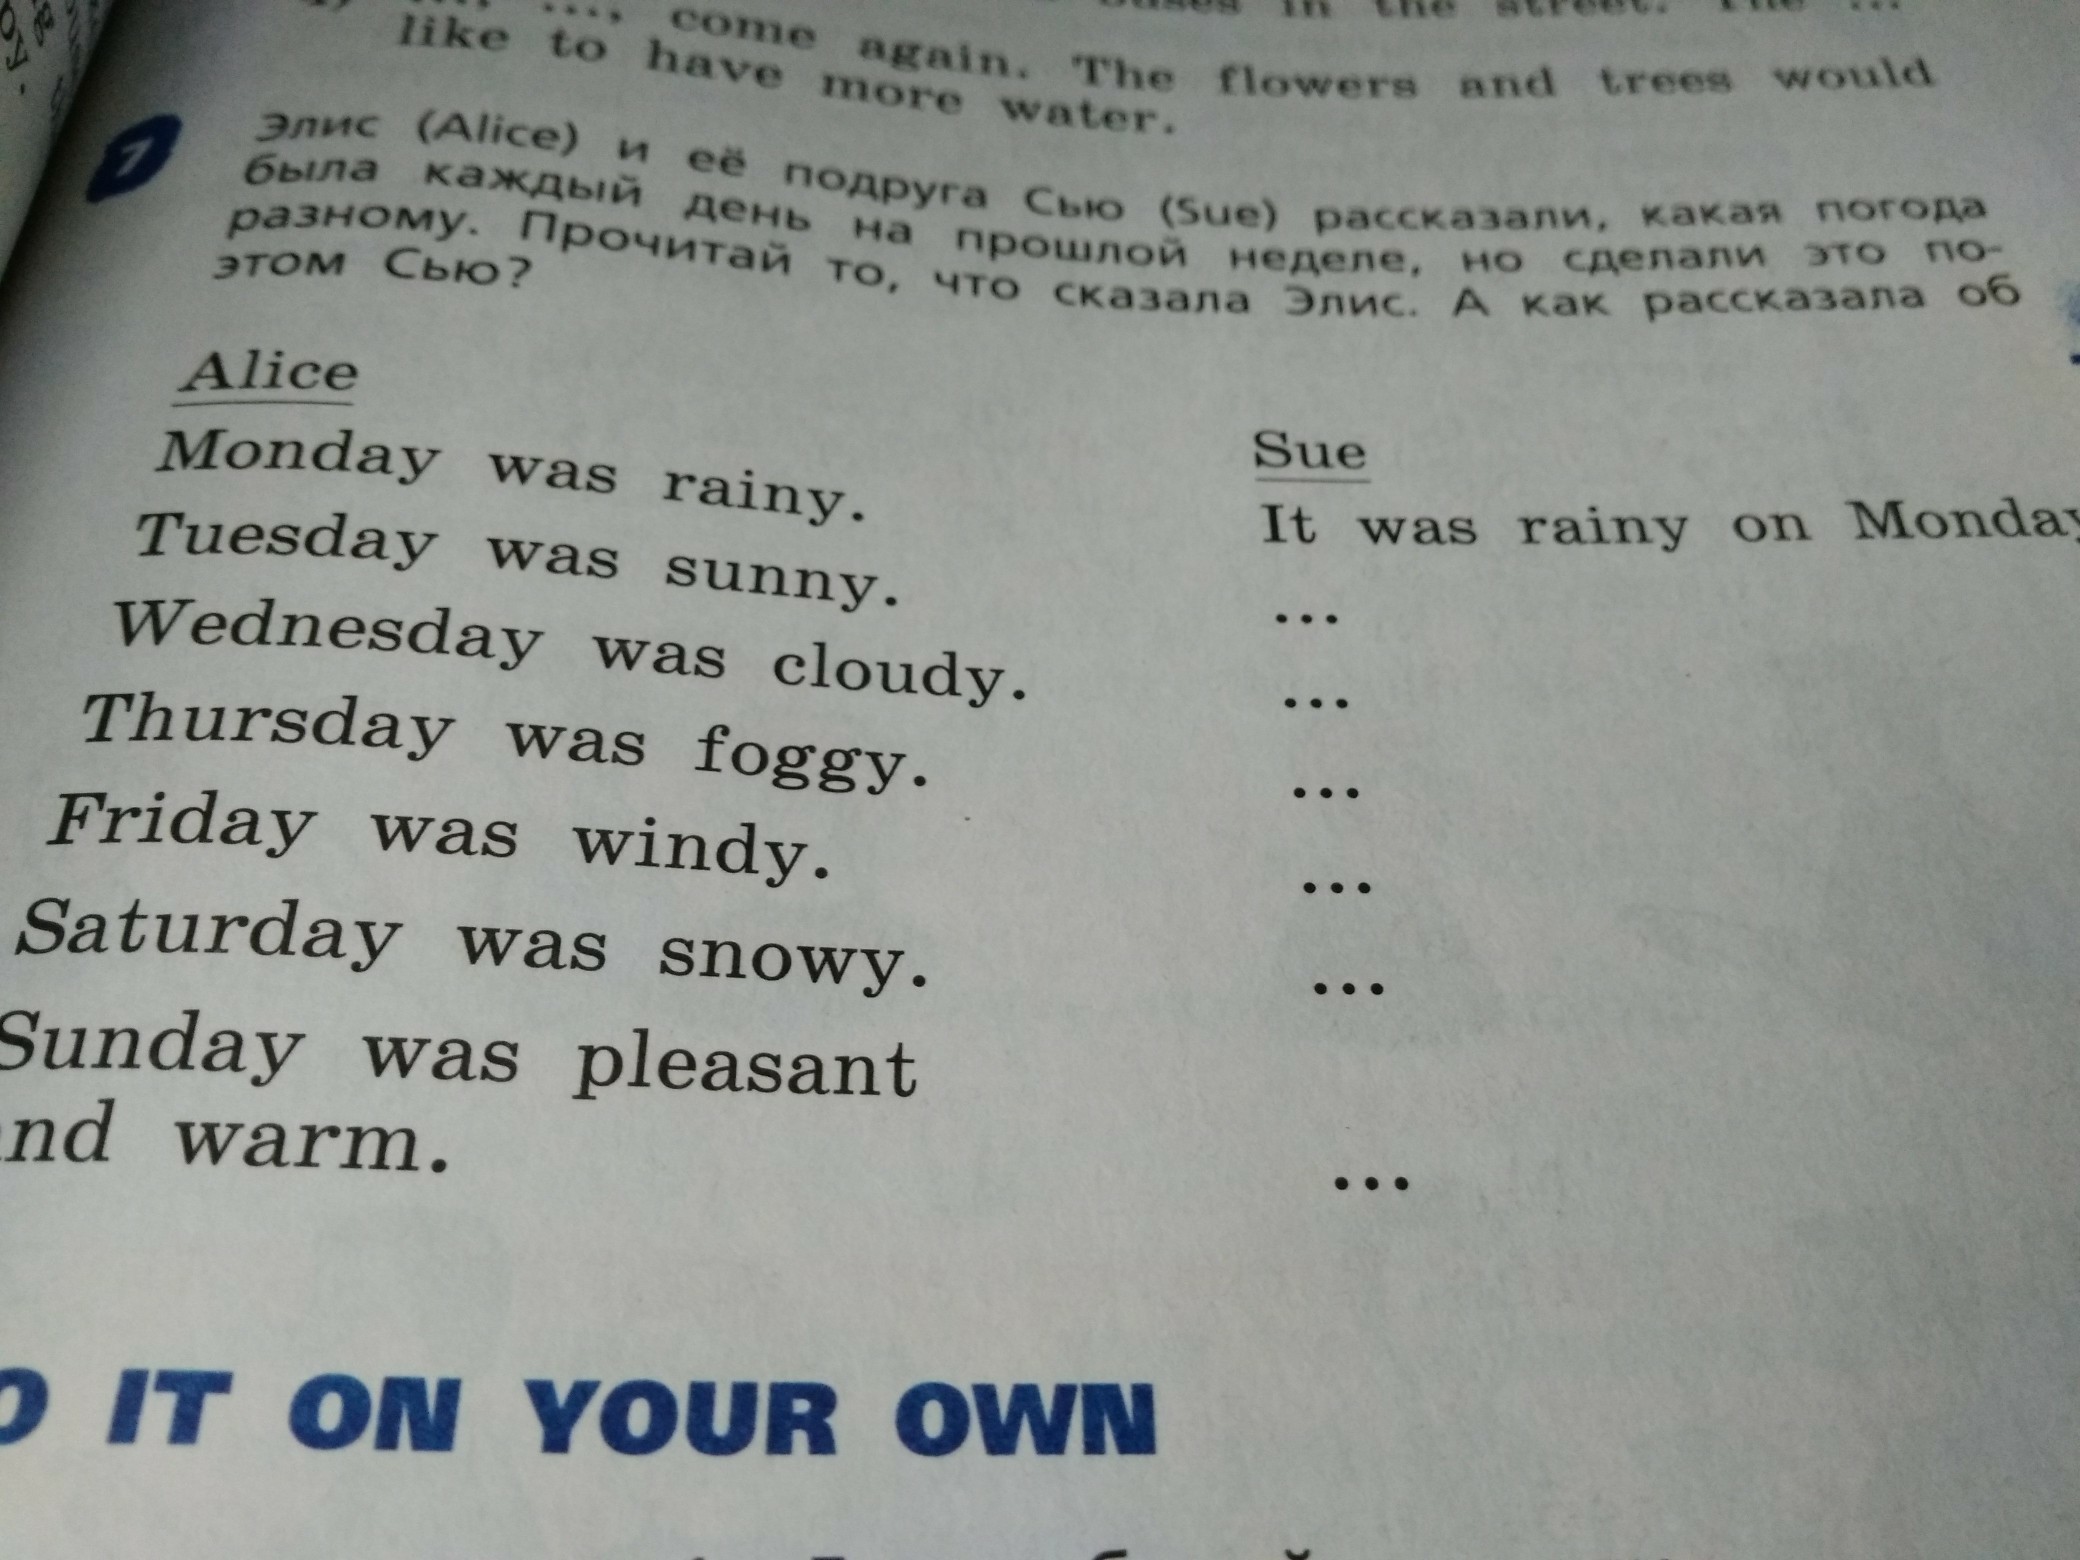 ..., come again. The flowers and trees would
like to have more water.
7 Элис (Alice) и её подруга Сью (Sue) рассказали, какая погода
была каждый день на прошлой неделе, но сделали это по-
разному. Прочитай то, что сказала Элис. А как рассказала об
этом Сью?
Alice
Sue
Monday was rainy.
It was rainy on Monday
Tuesday was sunny.
...
Wednesday was cloudy.
...
Thursday was foggy.
...
Friday was windy.
...
Saturday was snowy.
...
Sunday was pleasant
nd warm.
...
O IT ON YOUR OWN